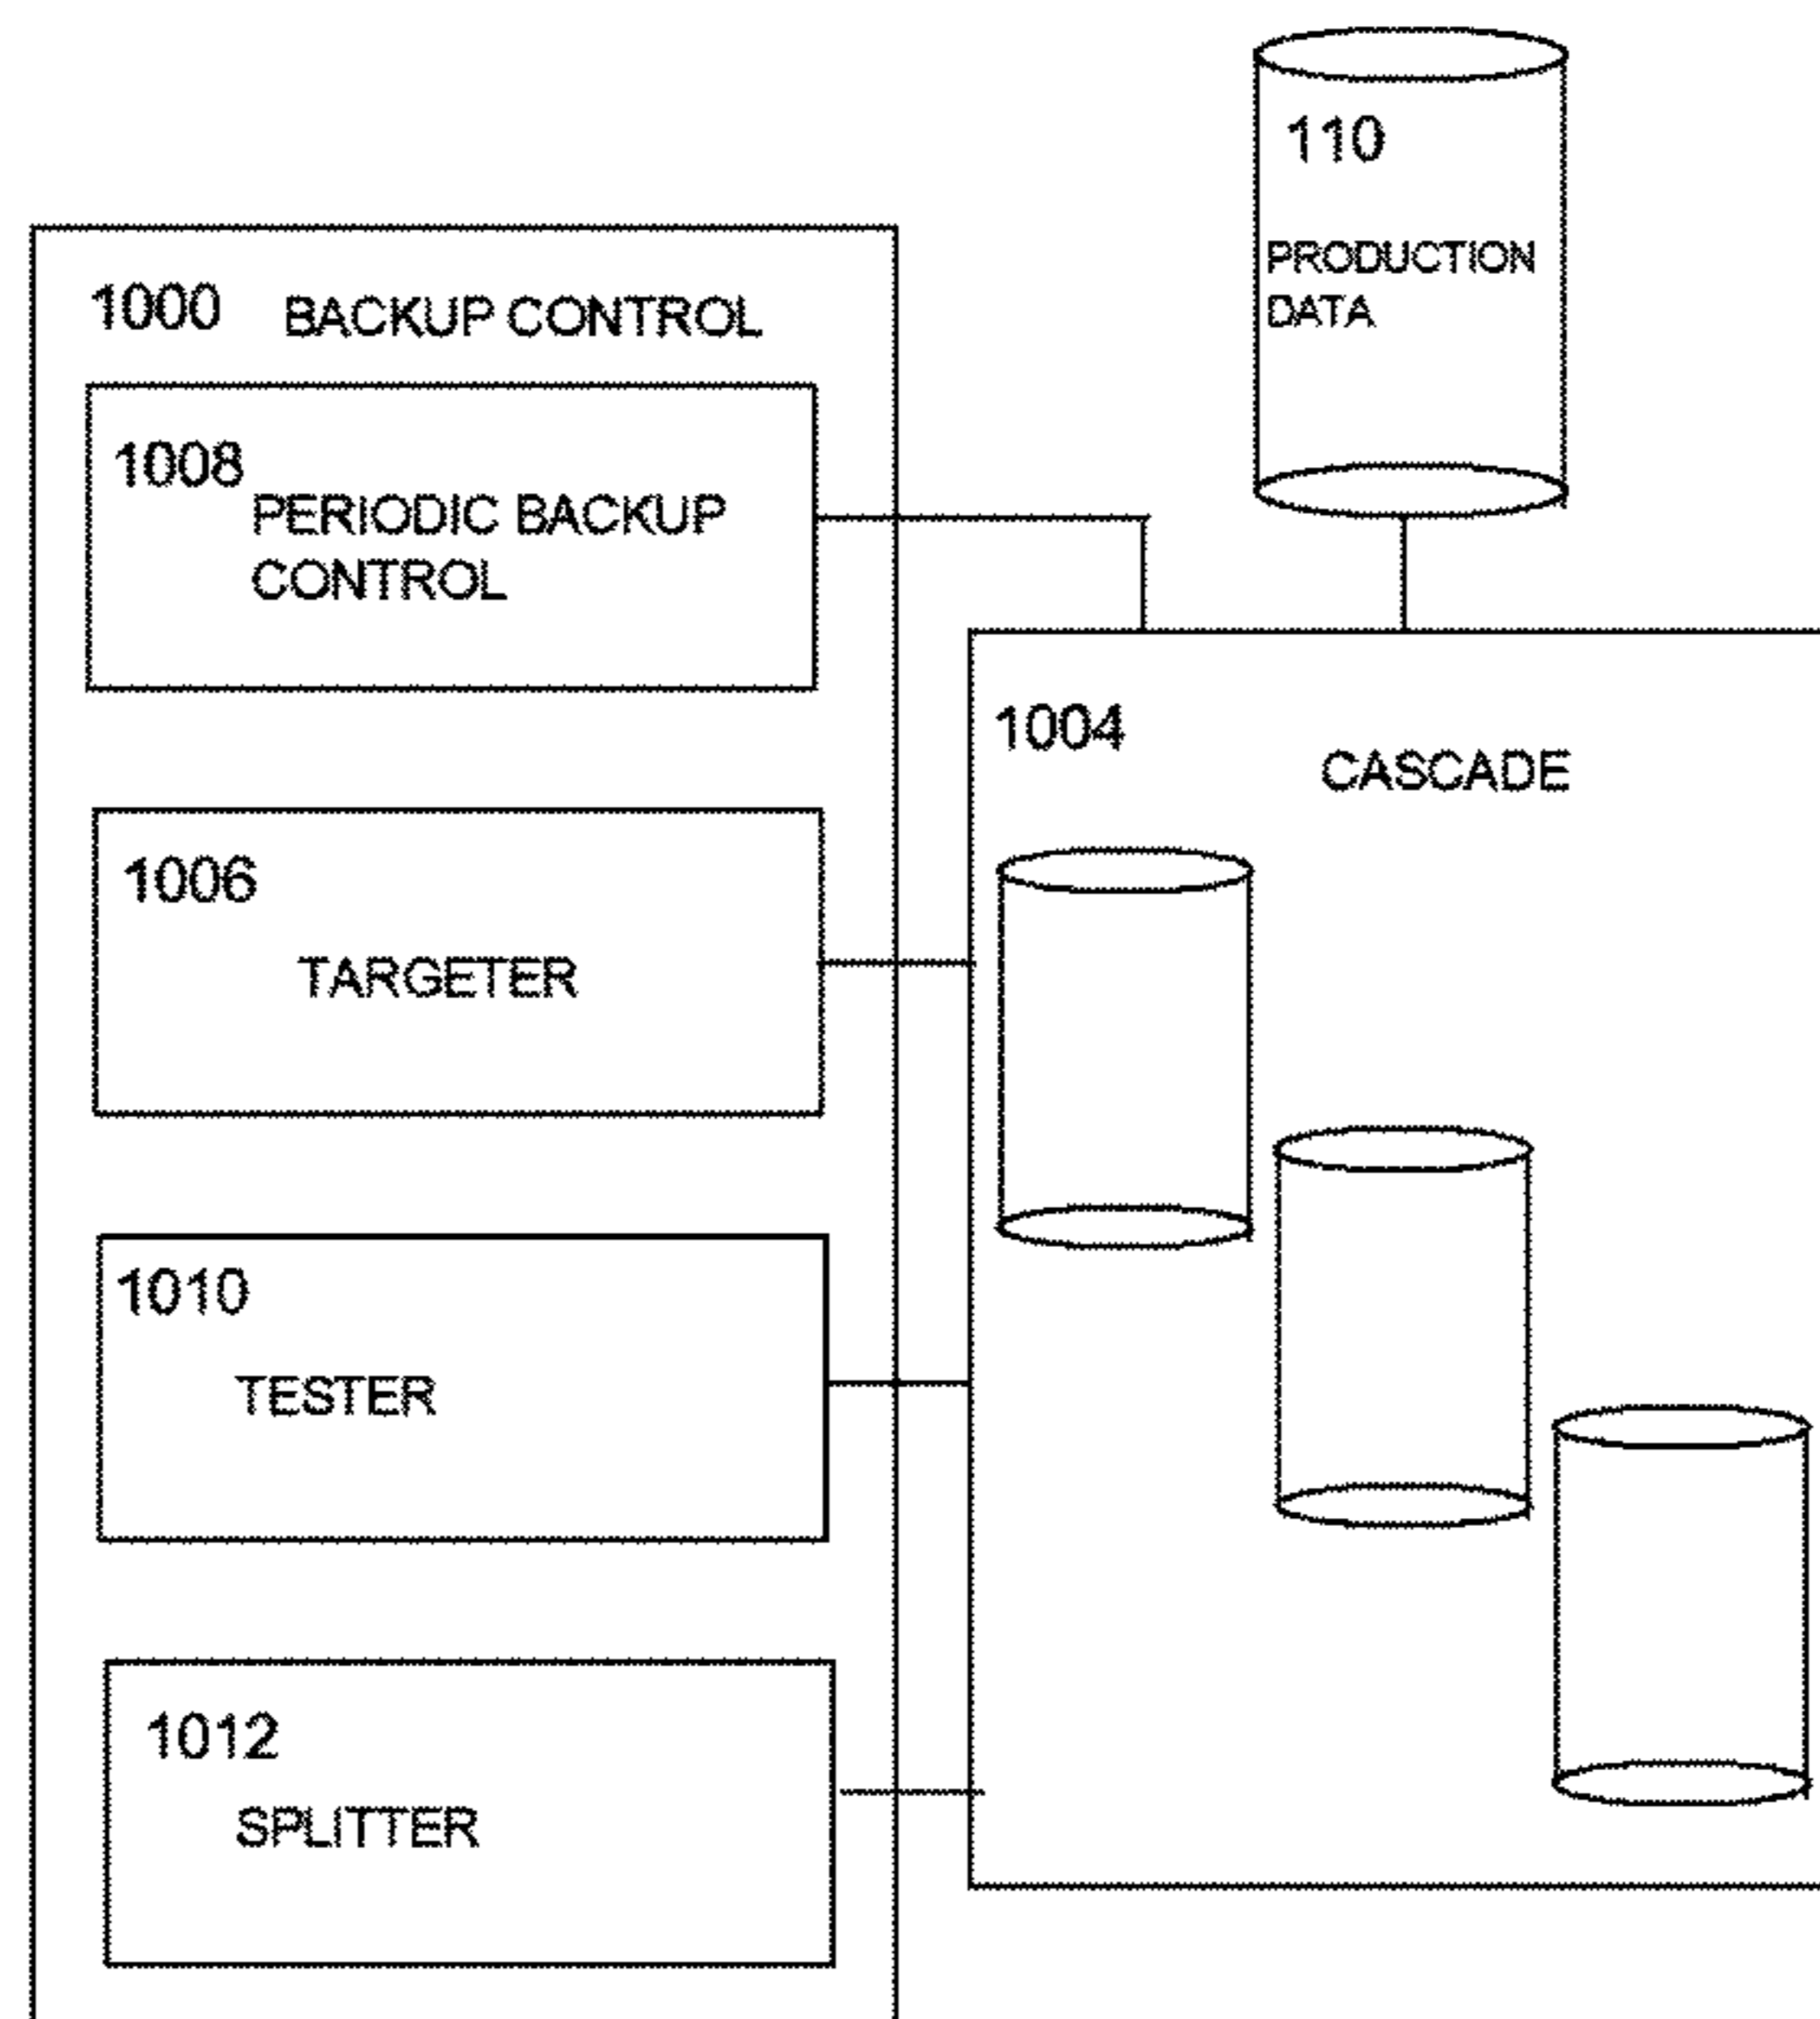 110
PRODUCTION
DATA
1000 BACKUP CONTROL
1008
PERIODIC BACKUP
CONTROL
1004
CASCADE
1006
TARGETER
1010
TESTER
1012
SPLITTER